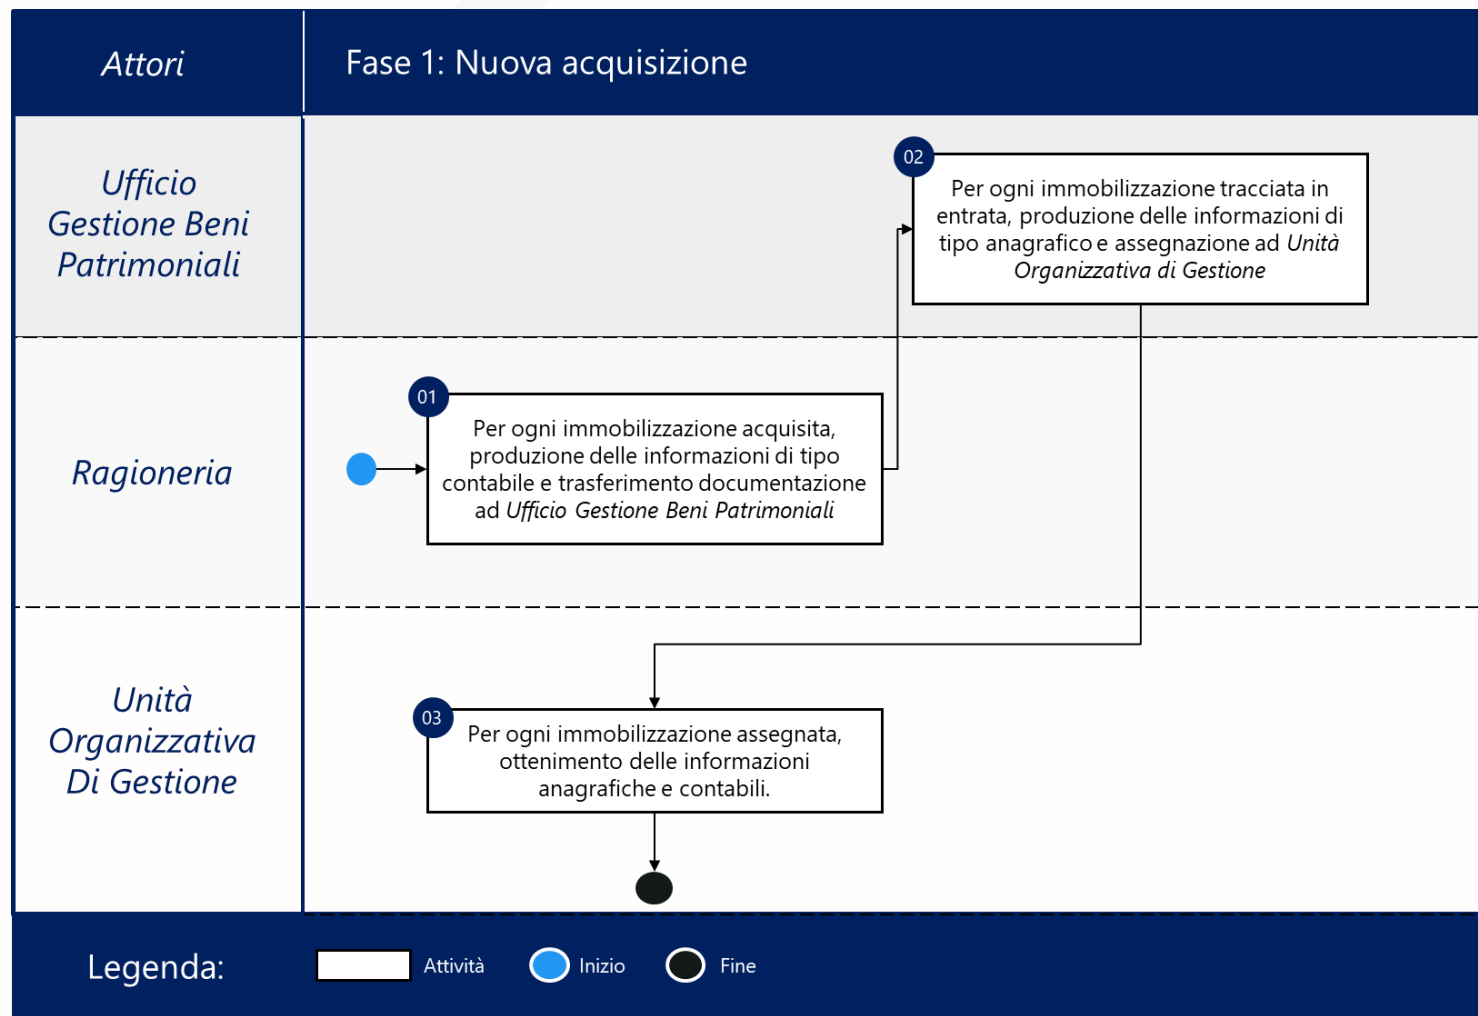 Attori
Fase 1: Nuova acquisizione
Ufficio
Gestione Beni
Patrimoniali
02
Per ogni immobilizzazione tracciata in
entrata, produzione delle informazioni di
tipo anagrafico e assegnazione ad Unità
Organizzativa di Gestione
Ragioneria
01
Per ogni immobilizzazione acquisita,
produzione delle informazioni di tipo
contabile e trasferimento documentazione
ad Ufficio Gestione Beni Patrimoniali
Unità
Organizzativa
Di Gestione
03
Per ogni immobilizzazione assegnata,
ottenimento delle informazioni
anagrafiche e contabili.
Legenda:
Attività
Inizio
Fine